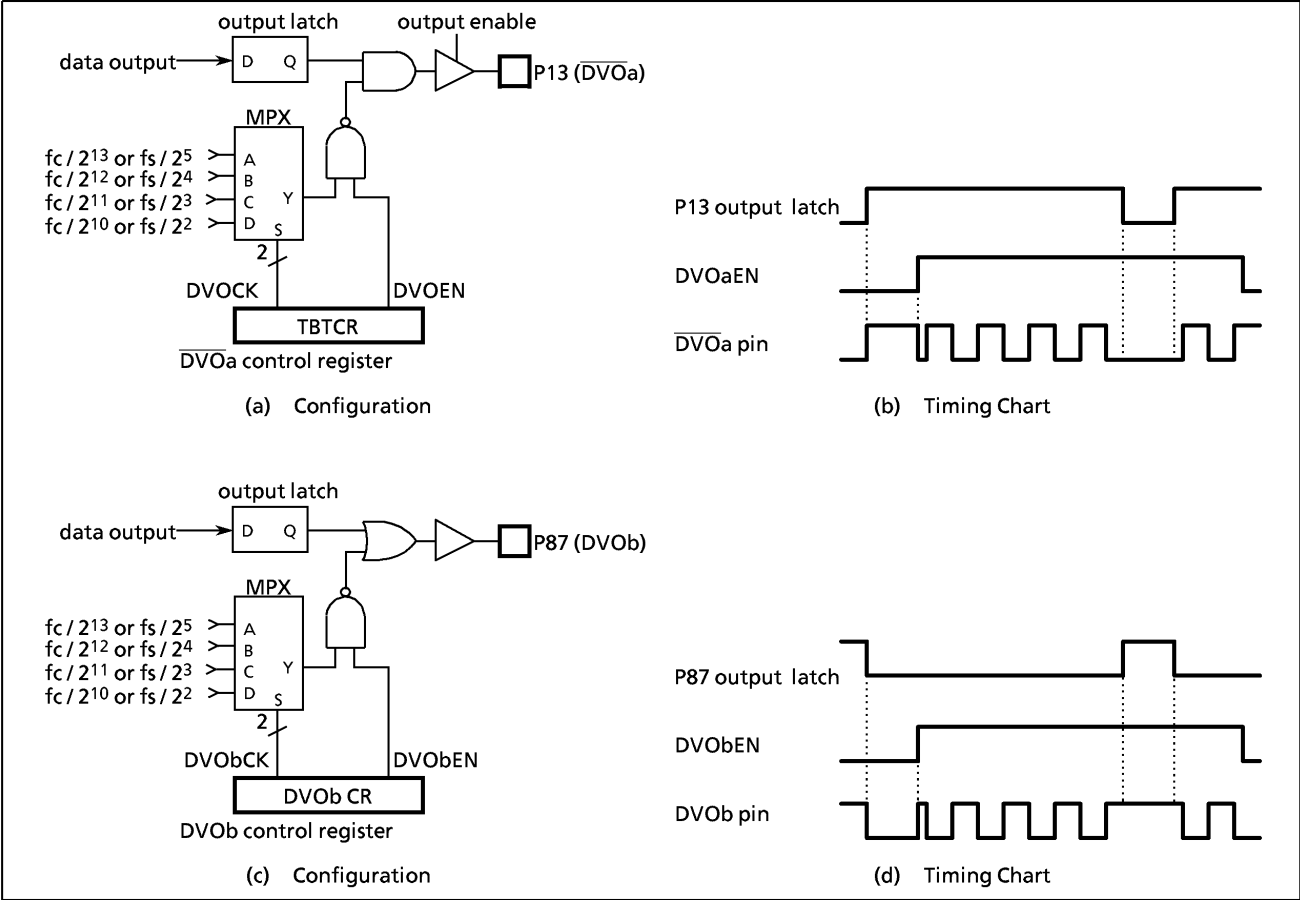 output latch
output enable
data output
D Q
P13 (DVOa)
MPX
fc / 2¹³ or fs / 2⁵
A
fc / 2¹² or fs / 2⁴
B
fc / 2¹¹ or fs / 2³
C
Y
fc / 2¹⁰ or fs / 2²
D
S
2
DVOCK
DVOEN
TBTCR
DVOa control register
(a) Configuration
P13 output latch
DVOaEN
DVOa pin
(b) Timing Chart
output latch
data output
D Q
P87 (DVOb)
MPX
fc / 2¹³ or fs / 2⁵
A
fc / 2¹² or fs / 2⁴
B
fc / 2¹¹ or fs / 2³
C
Y
fc / 2¹⁰ or fs / 2²
D
S
2
DVObCK
DVObEN
DVOb CR
DVOb control register
(c) Configuration
P87 output latch
DVObEN
DVOb pin
(d) Timing Chart